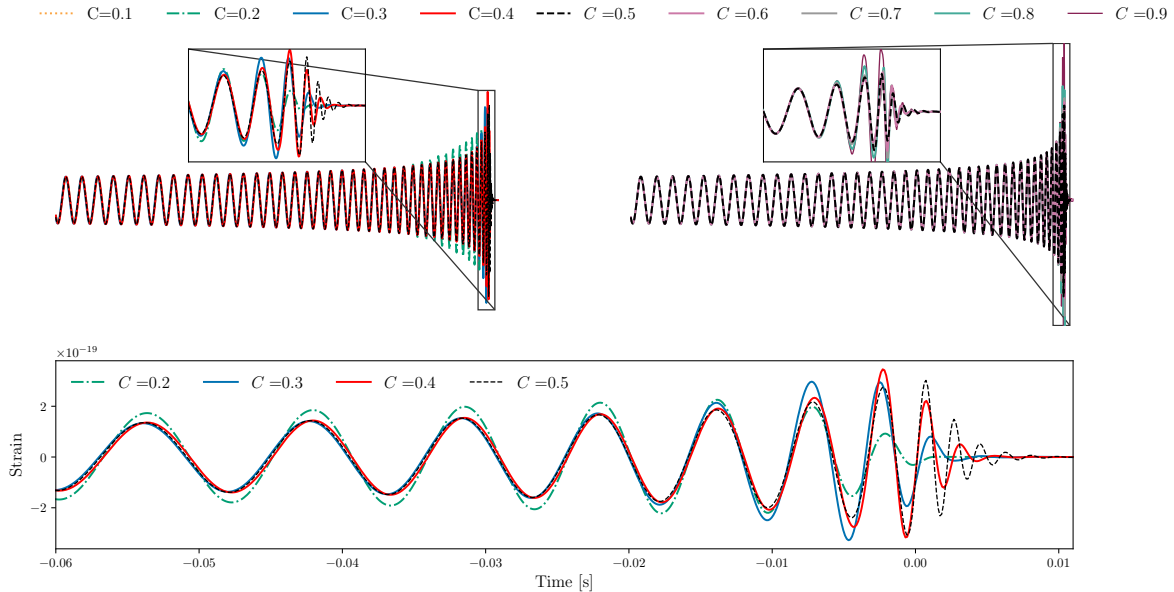 C=0.1 C=0.2 C=0.3 C=0.4 C =0.5 C =0.6 C =0.7 C =0.8 C =0.9
×10⁻¹⁹
C =0.2 C =0.3 C =0.4 C =0.5
2
0
−2
Strain
−0.06 −0.05 −0.04 −0.03 −0.02 −0.01 0.00 0.01
Time [s]